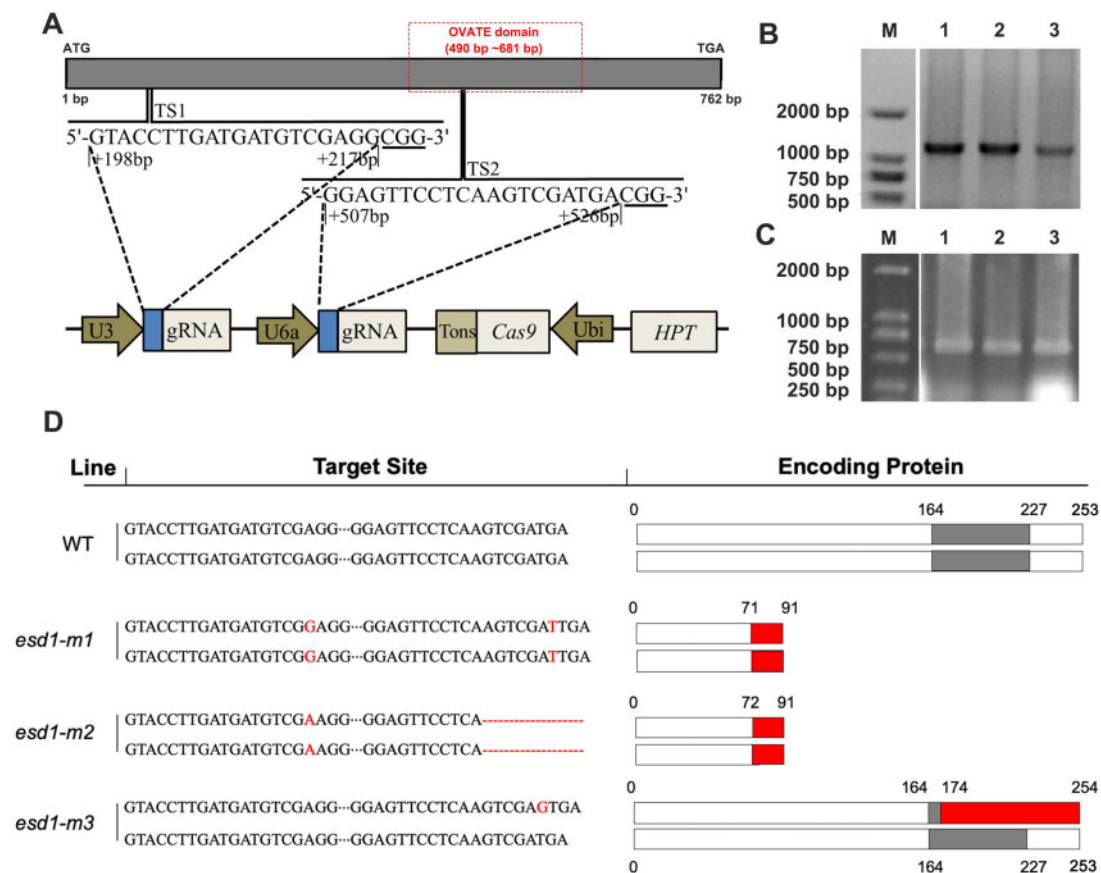 A
ATG
OVATE domain
(490 bp ~681 bp)
TGA
1 bp
762 bp
TS1
5'-GTACCTTGATGATGTCGAGGCGG-3'
+198bp
+217bp
TS2
5'-GGAGTTCCTCAAGTCGATGACGG-3'
+507bp
+526bp
U3
gRNA
U6a
gRNA
Tons
Cas9
Ubi
HPT
B
M 1 2 3
2000 bp
1000 bp
750 bp
500 bp
C
M 1 2 3
2000 bp
1000 bp
750 bp
500 bp
250 bp
D
Line Target Site Encoding Protein
WT
GTACCTTGATGATGTCGAGG···GGAGTTCCTCAAGTCGATGA
GTACCTTGATGATGTCGAGG···GGAGTTCCTCAAGTCGATGA
0 164 227 253
esd1-m1
GTACCTTGATGATGTCGGAGG···GGAGTTCCTCAAGTCGATTGA
GTACCTTGATGATGTCGGAGG···GGAGTTCCTCAAGTCGATTGA
0 71 91
esd1-m2
GTACCTTGATGATGTCGAAGG···GGAGTTCCTCA-----------------
GTACCTTGATGATGTCGAAGG···GGAGTTCCTCA-----------------
0 72 91
esd1-m3
GTACCTTGATGATGTCGAGG···GGAGTTCCTCAAGTCGAGTGA
GTACCTTGATGATGTCGAGG···GGAGTTCCTCAAGTCGATGA
0 164 174 254
0 164 227 253